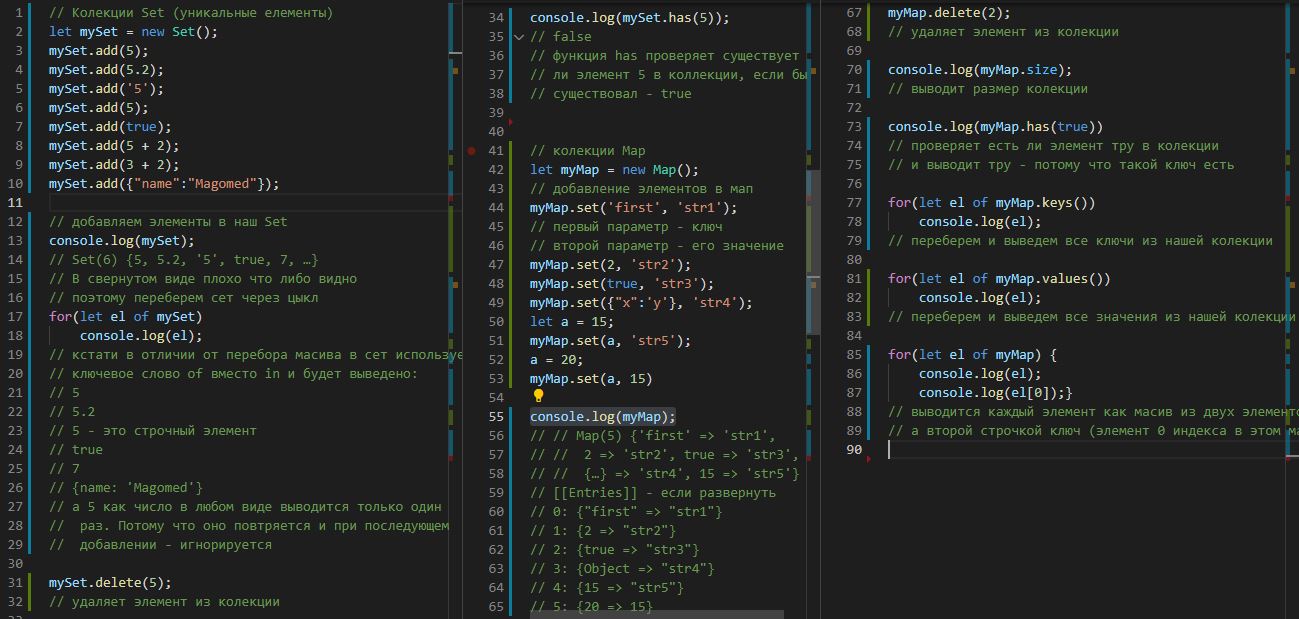 1 // Колекции Set (уникальные елементы)
2 let mySet = new Set();
3 mySet.add(5);
4 mySet.add(5.2);
5 mySet.add('5');
6 mySet.add(5);
7 mySet.add(true);
8 mySet.add(5 + 2);
9 mySet.add(3 + 2);
10 mySet.add({"name":"Magomed"});
11
12 // добавляем элементы в наш Set
13 console.log(mySet);
14 // Set(6) {5, 5.2, '5', true, 7, …}
15 // В свернутом виде плохо что либо видно
16 // поэтому переберем сет через цыкл
17 for(let el of mySet)
18 console.log(el);
19 // кстати в отличии от перебора масива в сет используе
20 // ключевое слово of вместо in и будет выведено:
21 // 5
22 // 5.2
23 // 5 - это строчный элемент
24 // true
25 // 7
26 // {name: 'Magomed'}
27 // а 5 как число в любом виде выводится только один
28 // раз. Потому что оно повтряется и при последующем
29 // добавлении - игнорируется
30
31 mySet.delete(5);
32 // удаляет элемент из колекции
34 console.log(mySet.has(5));
35 // false
36 // функция has проверяет существует
37 // ли элемент 5 в коллекции, если бы
38 // существовал - true
39
40
41 // колекции Map
42 let myMap = new Map();
43 // добавление элементов в мап
44 myMap.set('first', 'str1');
45 // первый параметр - ключ
46 // второй параметр - его значение
47 myMap.set(2, 'str2');
48 myMap.set(true, 'str3');
49 myMap.set({"x":'y'}, 'str4');
50 let a = 15;
51 myMap.set(a, 'str5');
52 a = 20;
53 myMap.set(a, 15)
54
55 console.log(myMap);
56 // // Map(5) {'first' => 'str1',
57 // // 2 => 'str2', true => 'str3',
58 // // {…} => 'str4', 15 => 'str5'}
59 // [[Entries]] - если развернуть
60 // 0: {"first" => "str1"}
61 // 1: {2 => "str2"}
62 // 2: {true => "str3"}
63 // 3: {Object => "str4"}
64 // 4: {15 => "str5"}
65 // 5: {20 => 15}
67 myMap.delete(2);
68 // удаляет элемент из колекции
69
70 console.log(myMap.size);
71 // выводит размер колекции
72
73 console.log(myMap.has(true))
74 // проверяет есть ли элемент тру в колекции
75 // и выводит тру - потому что такой ключ есть
76
77 for(let el of myMap.keys())
78 console.log(el);
79 // переберем и выведем все ключи из нашей колекции
80
81 for(let el of myMap.values())
82 console.log(el);
83 // переберем и выведем все значения из нашей колекции
84
85 for(let el of myMap) {
86 console.log(el);
87 console.log(el[0]);}
88 // выводится каждый элемент как масив из двух элементо
89 // а второй строчкой ключ (элемент 0 индекса в этом ма
90